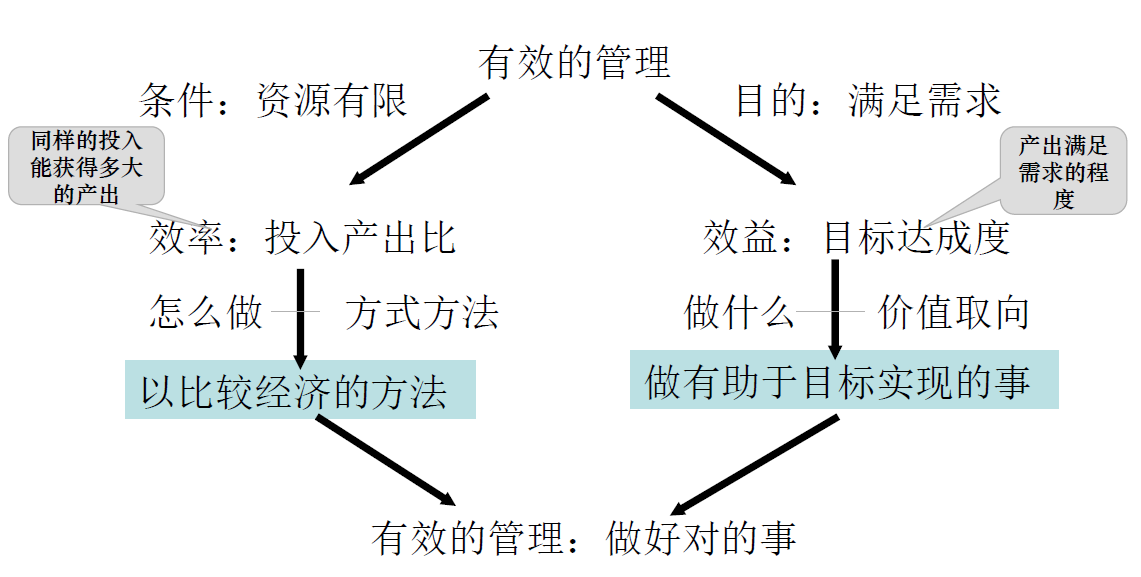 有效的管理
条件：资源有限
目的：满足需求
同样的投入
能获得多大
的产出
产出满足
需求的程
度
效率：投入产出比
效益：目标达成度
怎么做
方式方法
做什么
价值取向
以比较经济的方法
做有助于目标实现的事
有效的管理：做好对的事